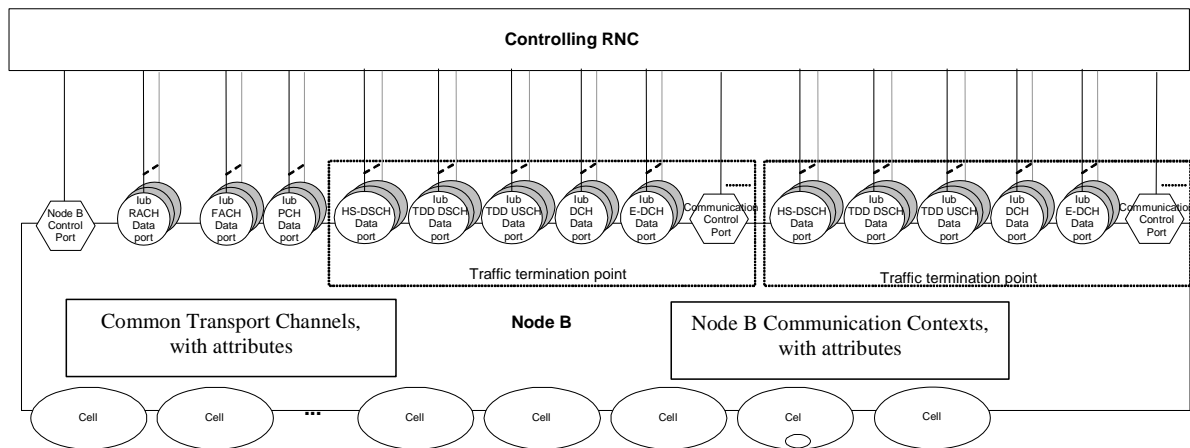 Controlling RNC
Node B
Control
Port
Iub
RACH
Data
port
Iub
FACH
Data
port
Iub
PCH
Data
port
HS-DSCH
Data
port
Iub
TDD DSCH
Data
port
Iub
TDD USCH
Data
port
Iub
DCH
Data
port
Iub
E-DCH
Data
port
Communication
Control
Port
HS-DSCH
Data
port
Iub
TDD DSCH
Data
port
Iub
TDD USCH
Data
port
Iub
DCH
Data
port
Iub
E-DCH
Data
port
Communication
Control
Port
Traffic termination point
Traffic termination point
Common Transport Channels,
with attributes
Node B
Node B Communication Contexts,
with attributes
Cell
Cell
...
Cell
Cell
Cell
Cel
Cell